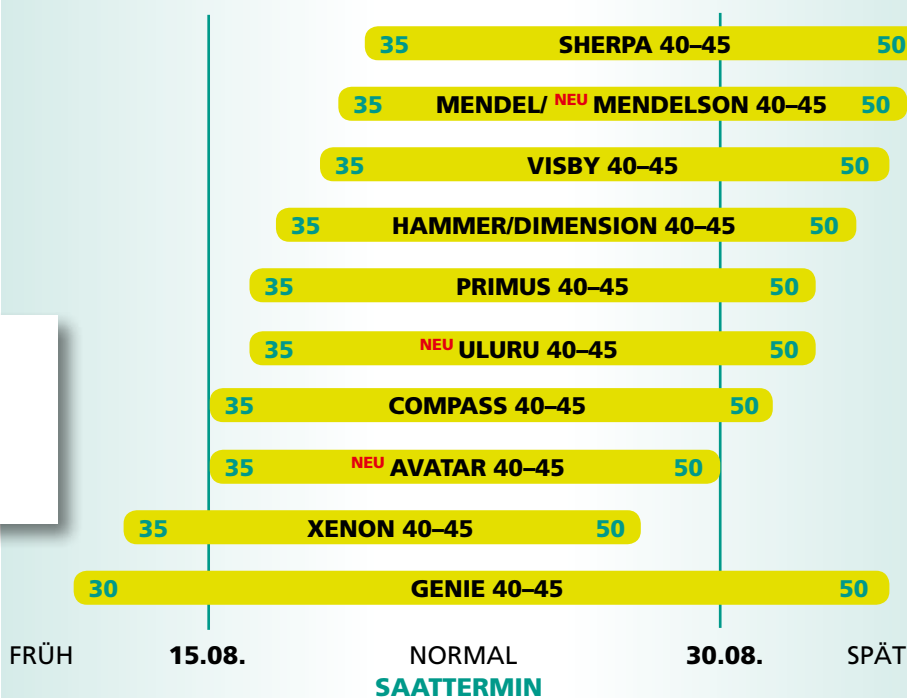 35 SHERPA 40–45 50
35 MENDEL/ NEU MENDELSON 40–45 50
35 VISBY 40–45 50
35 HAMMER/DIMENSION 40–45 50
35 PRIMUS 40–45 50
35 NEU ULURU 40–45 50
35 COMPASS 40–45 50
35 NEU AVATAR 40–45 50
35 XENON 40–45 50
30 GENIE 40–45 50
FRÜH 15.08. NORMAL 30.08. SPÄT
SAATTERMIN